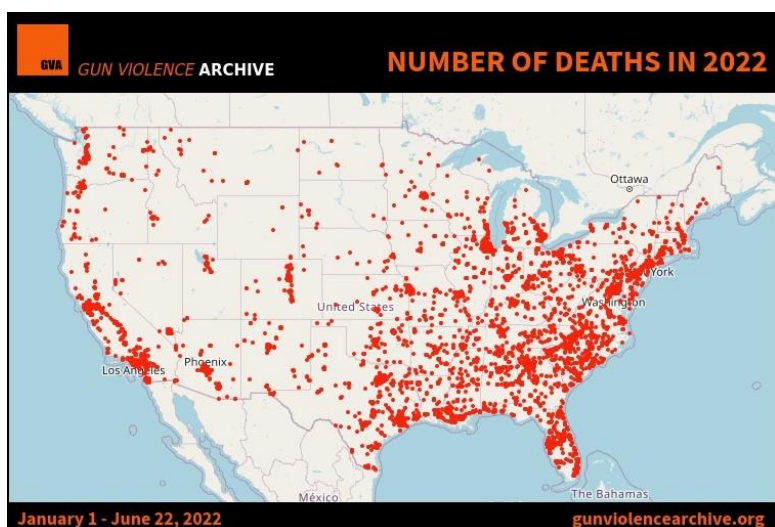 GVA
GUN VIOLENCE ARCHIVE
NUMBER OF DEATHS IN 2022
Ottawa
York
Washington
United States
Los Angeles
Phoenix
México
The Bahamas
January 1 - June 22, 2022
gunviolencearchive.org